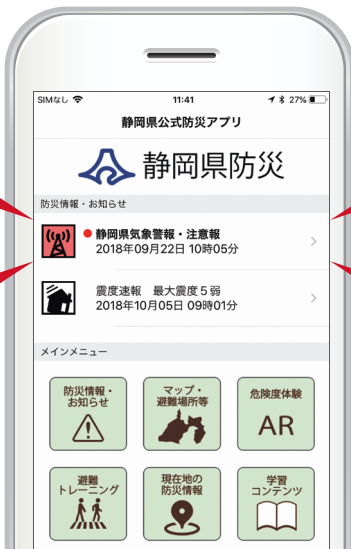 SIMなし 11:41 27%
静岡県公式防災アプリ
静岡県防災
防災情報・お知らせ
静岡県気象警報・注意報
2018年09月22日 10時05分
震度速報 最大震度5弱
2018年10月05日 09時01分
メインメニュー
防災情報・
お知らせ
マップ・
避難場所等
危険度体験
AR
避難
トレーニング
現在地の
防災情報
学習
コンテンツ